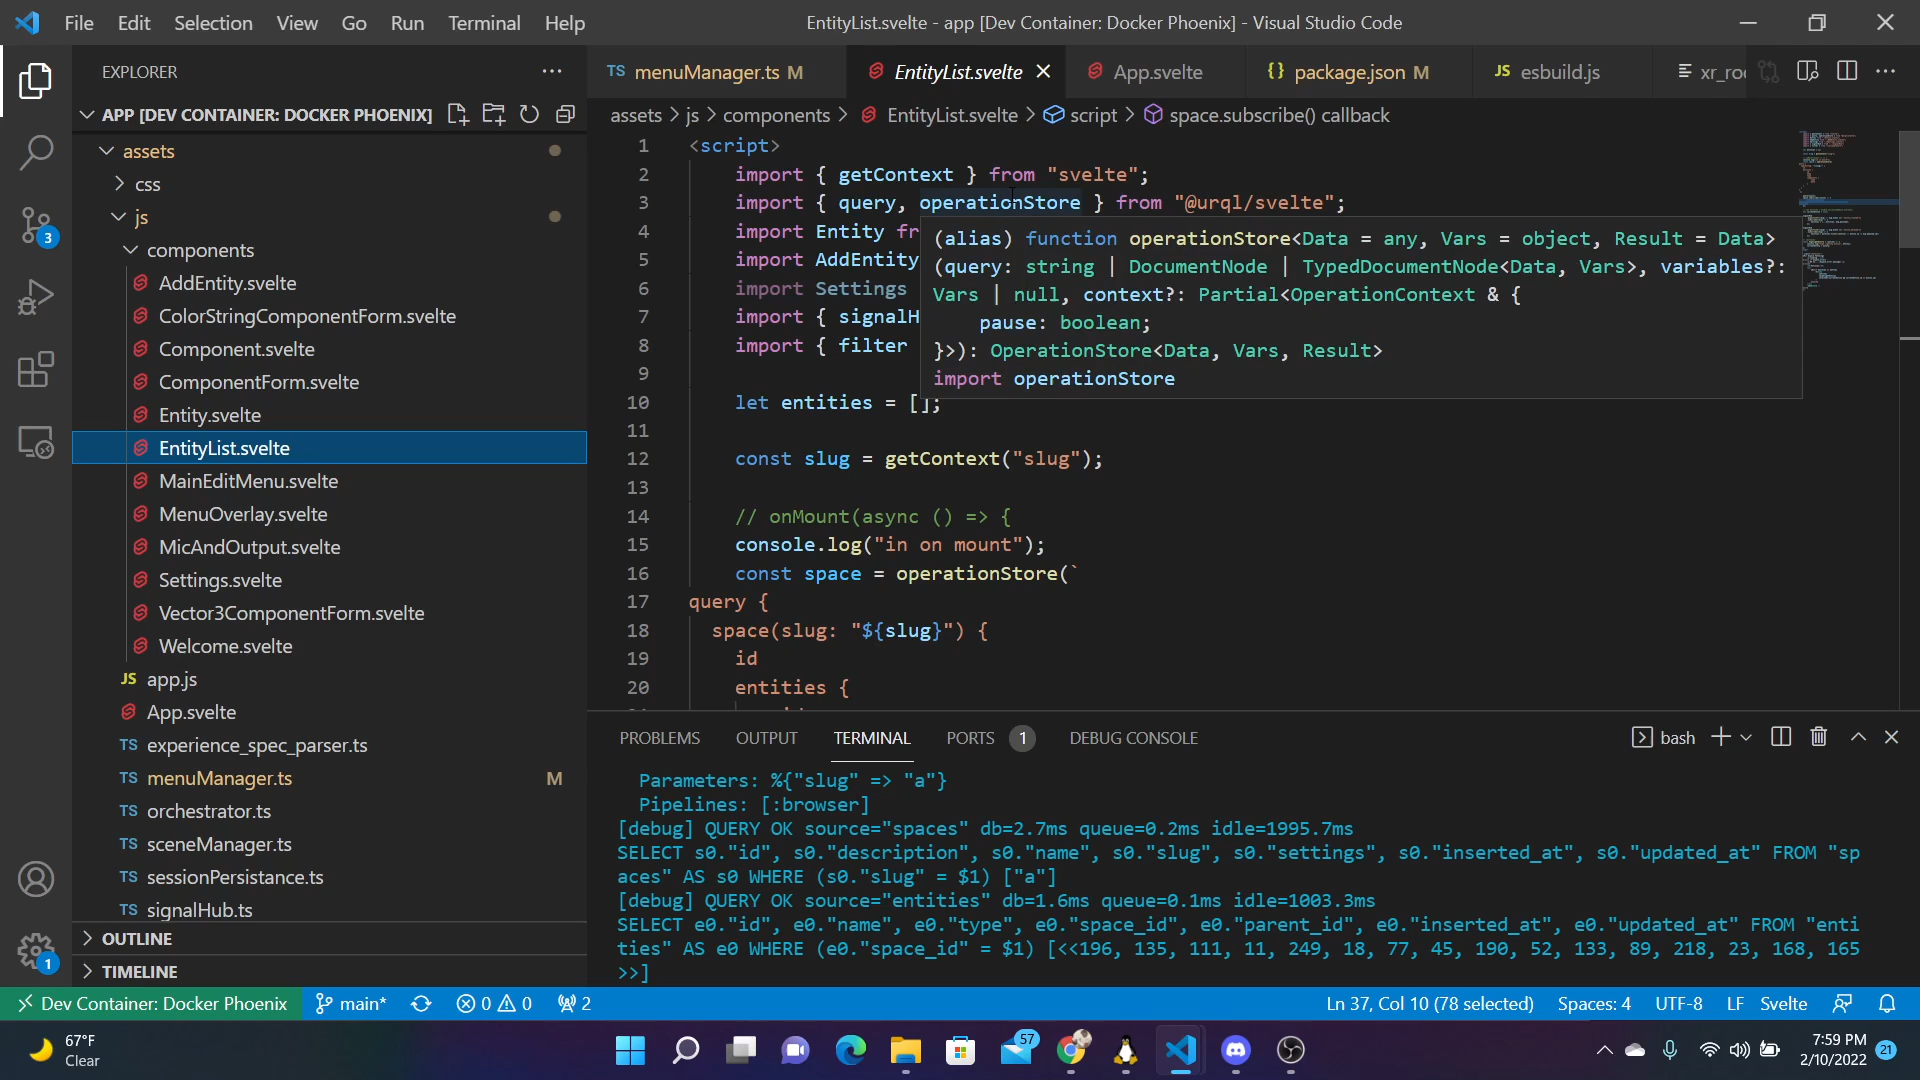 File Edit Selection View Go Run Terminal Help
EntityList.svelte - app [Dev Container: Docker Phoenix] - Visual Studio Code
EXPLORER
TS menuManager.ts M
EntityList.svelte
App.svelte
{} package.json M
JS esbuild.js
xr_roo
APP [DEV CONTAINER: DOCKER PHOENIX]
assets > js > components > EntityList.svelte > script > space.subscribe() callback
assets
css
js
components
AddEntity.svelte
ColorStringComponentForm.svelte
Component.svelte
ComponentForm.svelte
Entity.svelte
EntityList.svelte
MainEditMenu.svelte
MenuOverlay.svelte
MicAndOutput.svelte
Settings.svelte
Vector3ComponentForm.svelte
Welcome.svelte
JS app.js
App.svelte
TS experience_spec_parser.ts
TS menuManager.ts M
TS orchestrator.ts
TS sceneManager.ts
TS sessionPersistance.ts
TS signalHub.ts
OUTLINE
TIMELINE
3
1
1 <script>
2 import { getContext } from "svelte";
3 import { query, operationStore } from "@urql/svelte";
4 import Entity fr
5 import AddEntity
6 import Settings
7 import { signalH
8 import { filter
9
10 let entities = [];
11
12 const slug = getContext("slug");
13
14 // onMount(async () => {
15 console.log("in on mount");
16 const space = operationStore(`
17 query {
18 space(slug: "${slug}") {
19 id
20 entities {
(alias) function operationStore<Data = any, Vars = object, Result = Data>
(query: string | DocumentNode | TypedDocumentNode<Data, Vars>, variables?:
Vars | null, context?: Partial<OperationContext & {
pause: boolean;
}>): OperationStore<Data, Vars, Result>
import operationStore
PROBLEMS OUTPUT TERMINAL PORTS 1 DEBUG CONSOLE
bash
Parameters: %{"slug" => "a"}
Pipelines: [:browser]
[debug] QUERY OK source="spaces" db=2.7ms queue=0.2ms idle=1995.7ms
SELECT s0."id", s0."description", s0."name", s0."slug", s0."settings", s0."inserted_at", s0."updated_at" FROM "sp
aces" AS s0 WHERE (s0."slug" = $1) ["a"]
[debug] QUERY OK source="entities" db=1.6ms queue=0.1ms idle=1003.3ms
SELECT e0."id", e0."name", e0."type", e0."space_id", e0."parent_id", e0."inserted_at", e0."updated_at" FROM "enti
ties" AS e0 WHERE (e0."space_id" = $1) [<<196, 135, 111, 11, 249, 18, 77, 45, 190, 52, 133, 89, 218, 23, 168, 165
>>]
Dev Container: Docker Phoenix
main*
0 0
2
Ln 37, Col 10 (78 selected) Spaces: 4 UTF-8 LF Svelte
67°F
Clear
57
7:59 PM
2/10/2022
21